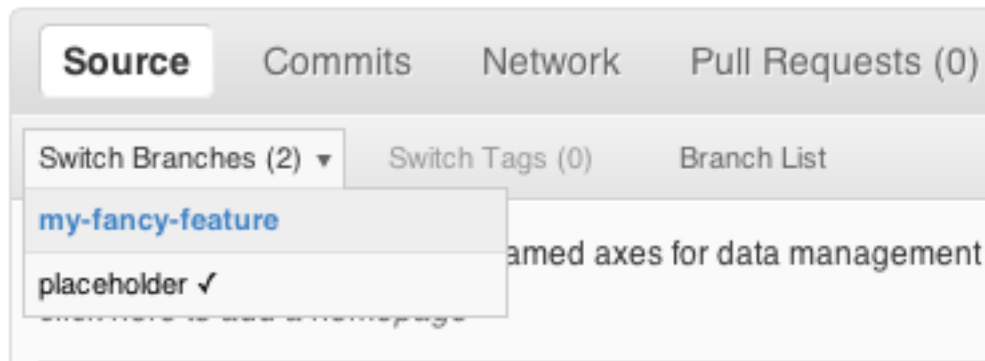 Source Commits Network Pull Requests (0)
Switch Branches (2) ▼ Switch Tags (0) Branch List
my-fancy-feature
amed axes for data management
placeholder ✓